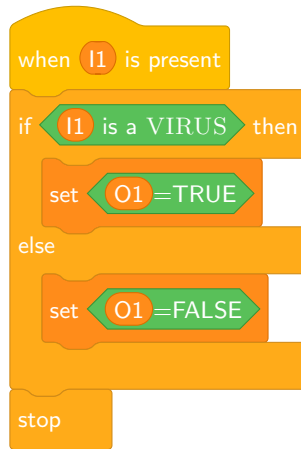 when I1 is present
if I1 is a VIRUS then
set O1=TRUE
else
set O1=FALSE
stop